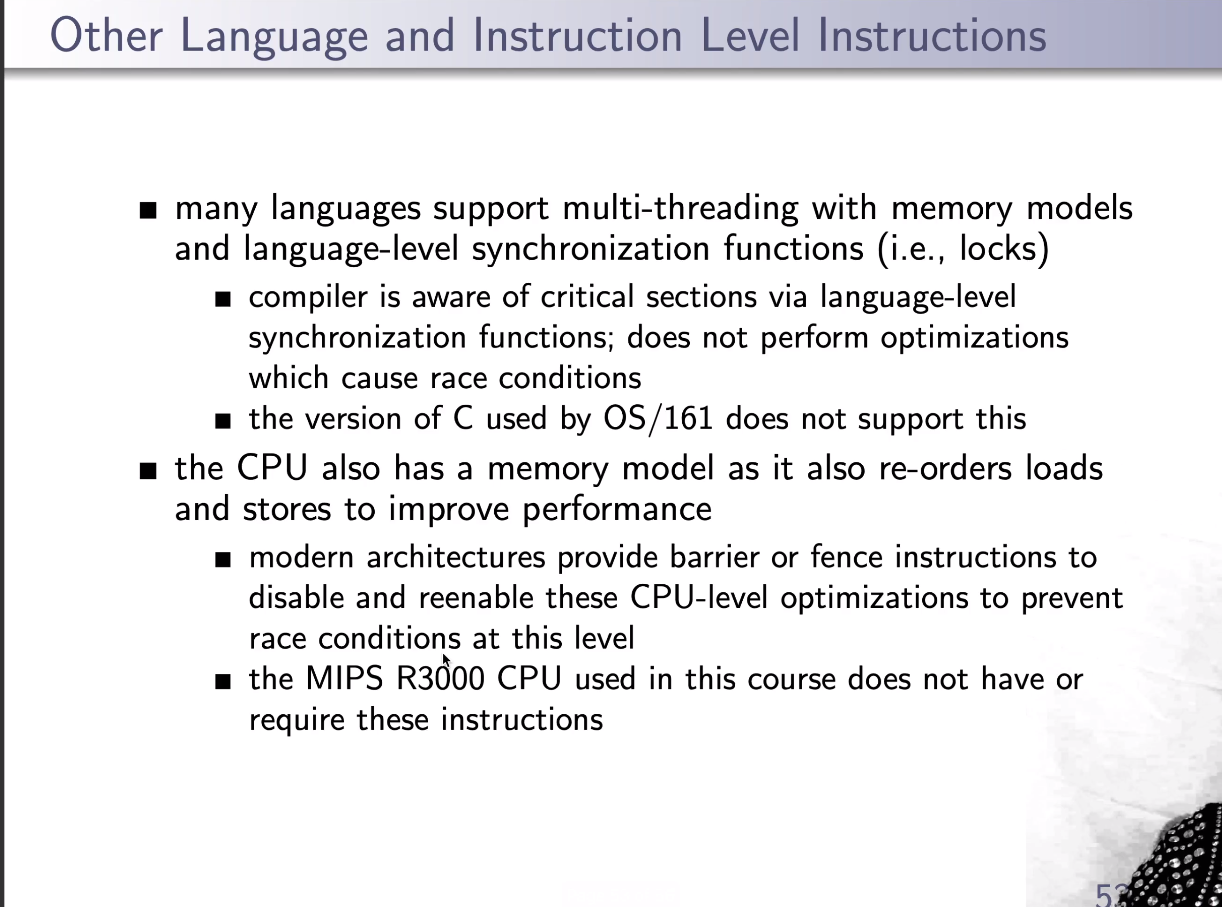 Other Language and Instruction Level Instructions
■ many languages support multi-threading with memory models
and language-level synchronization functions (i.e., locks)
■ compiler is aware of critical sections via language-level
synchronization functions; does not perform optimizations
which cause race conditions
■ the version of C used by OS/161 does not support this
■ the CPU also has a memory model as it also re-orders loads
and stores to improve performance
■ modern architectures provide barrier or fence instructions to
disable and reenable these CPU-level optimizations to prevent
race conditions at this level
■ the MIPS R3000 CPU used in this course does not have or
require these instructions